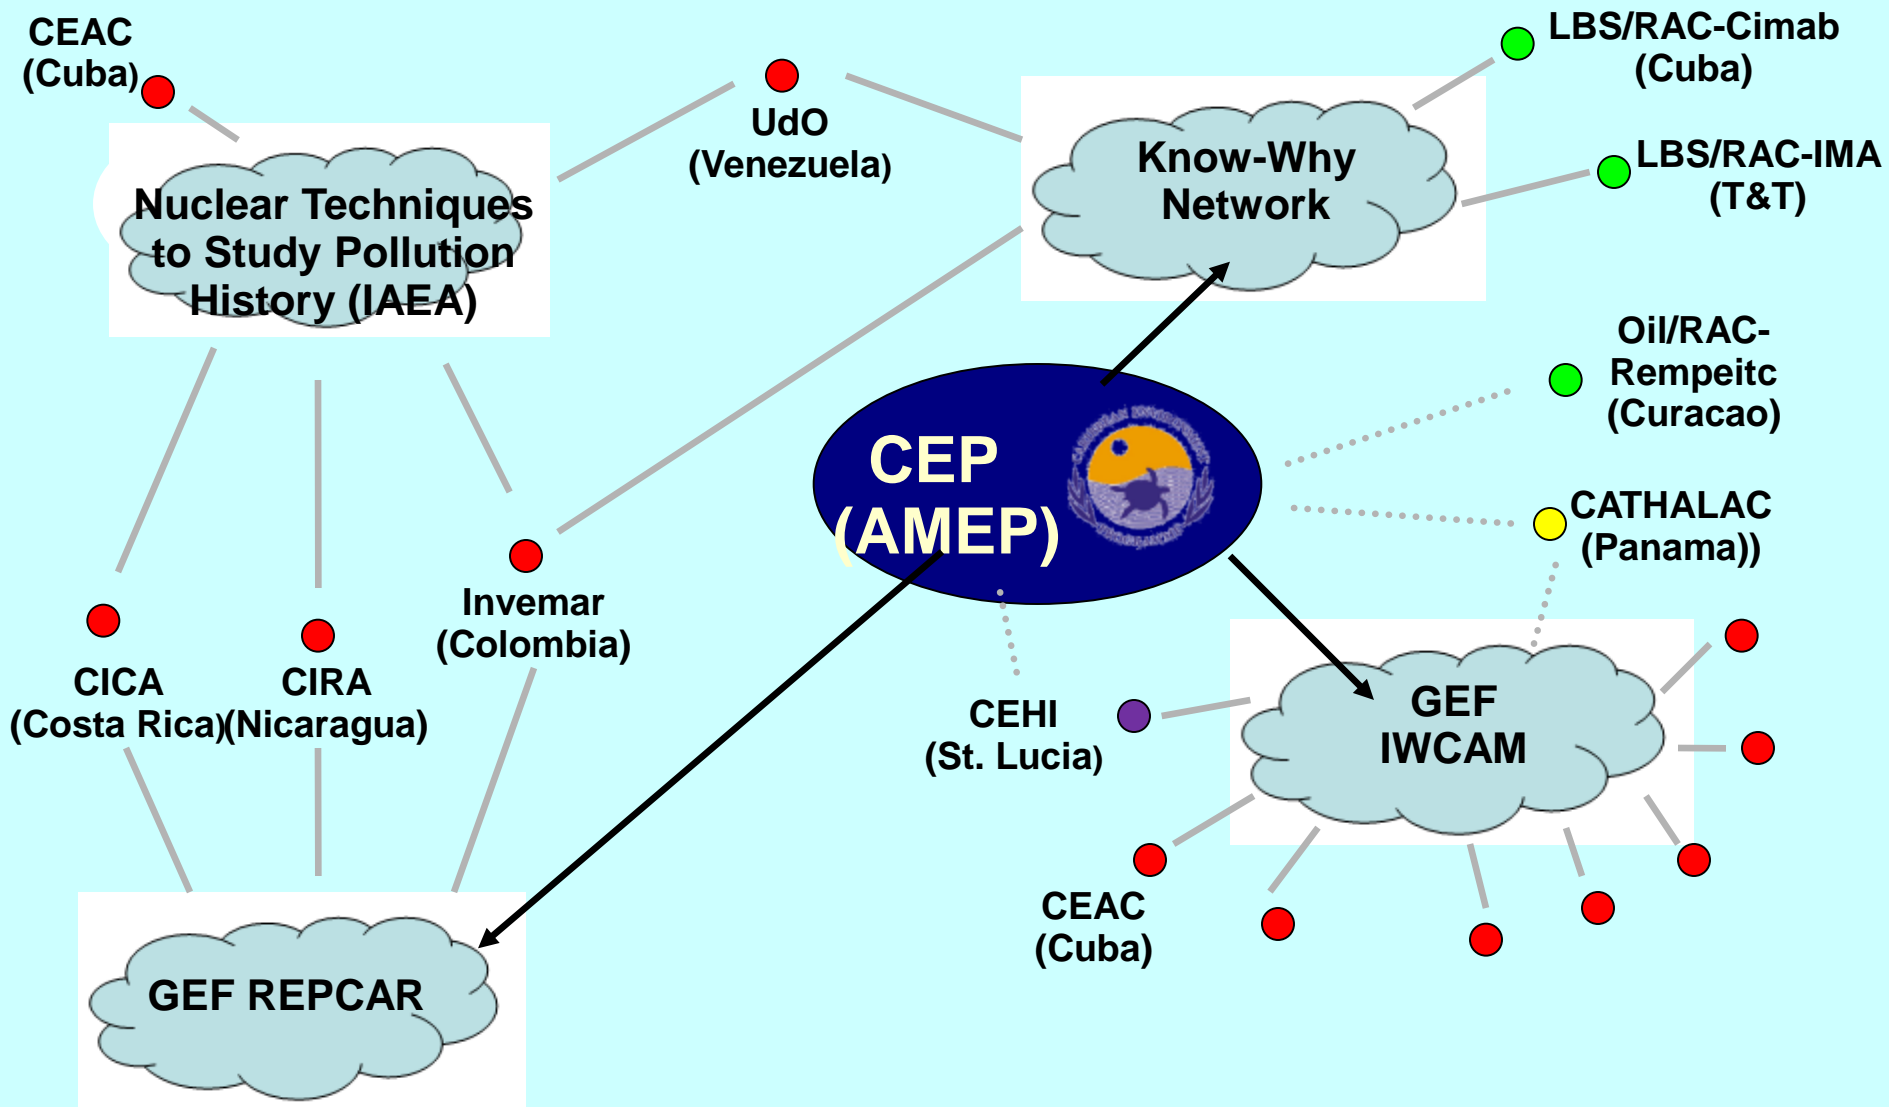 CEAC
(Cuba)
UdO
(Venezuela)
LBS/RAC-Cimab
(Cuba)
Know-Why
Network
LBS/RAC-IMA
(T&T)
Nuclear Techniques
to Study Pollution
History (IAEA)
Oil/RAC-
Rempeitc
(Curacao)
CEP
(AMEP)
CATHALAC
(Panama))
Invemar
(Colombia)
CICA
(Costa Rica)
CIRA
(Nicaragua)
CEHI
(St. Lucia)
GEF
IWCAM
CEAC
(Cuba)
GEF REPCAR